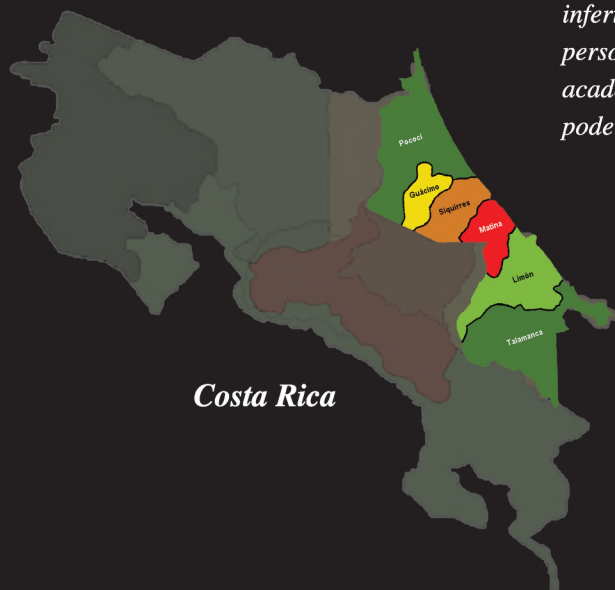 Pococí
Guácimo
Siquirres
Matina
Limón
Talamanca
Costa Rica